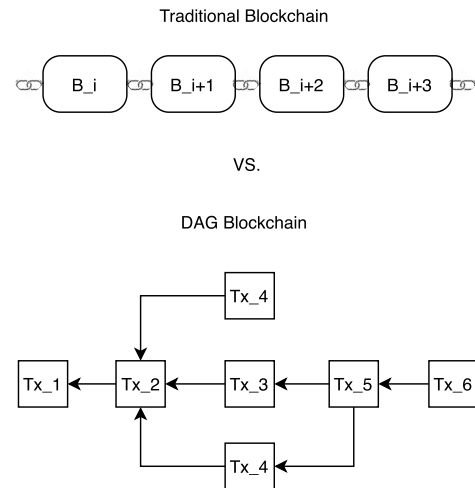 Traditional Blockchain
B_i B_i+1 B_i+2 B_i+3
VS.
DAG Blockchain
Tx_4
Tx_1 Tx_2 Tx_3 Tx_5 Tx_6
Tx_4